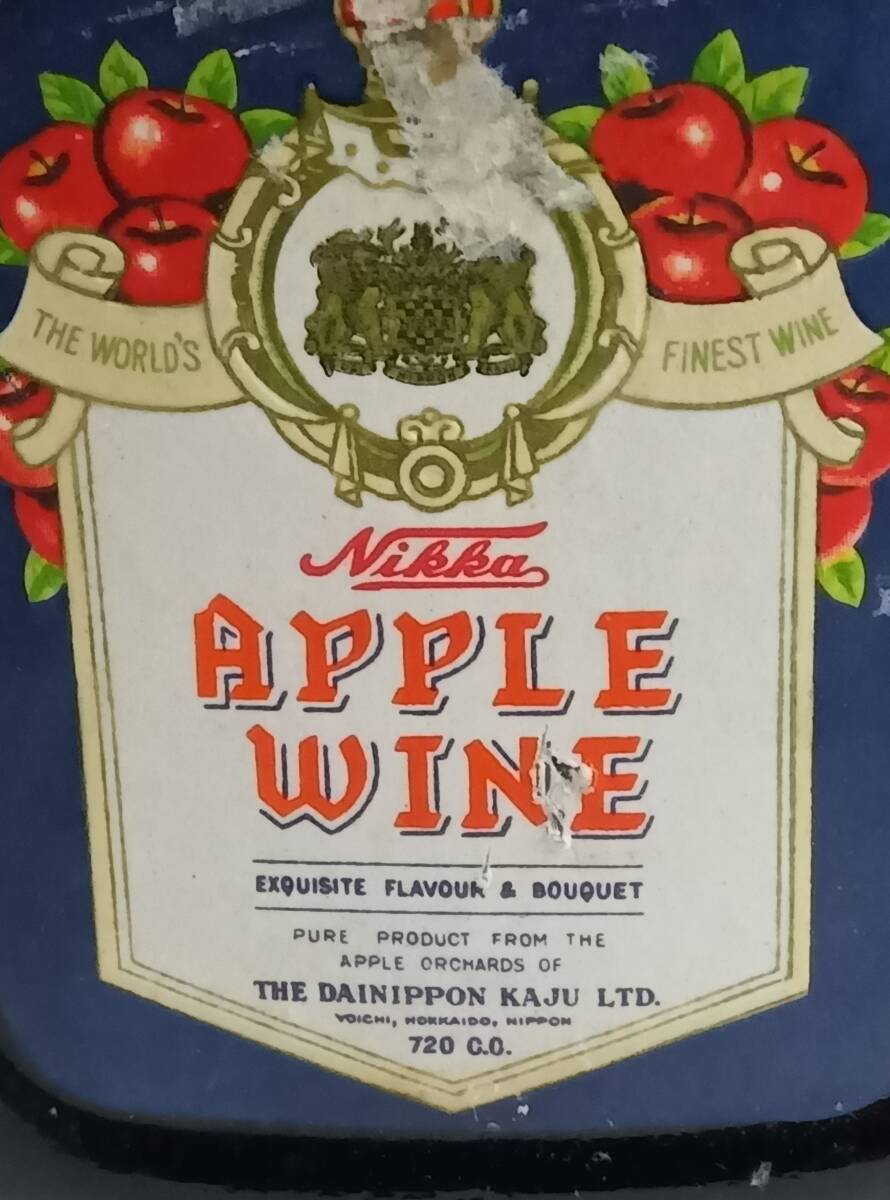 THE WORLD'S
FINEST WINE
Nikka
APPLE
WINE
EXQUISITE FLAVOUR & BOUQUET
PURE PRODUCT FROM THE
APPLE ORCHARDS OF
THE DAINIPPON KAJU LTD.
YOICHI, HOKKAIDO, NIPPON
720 C.C.